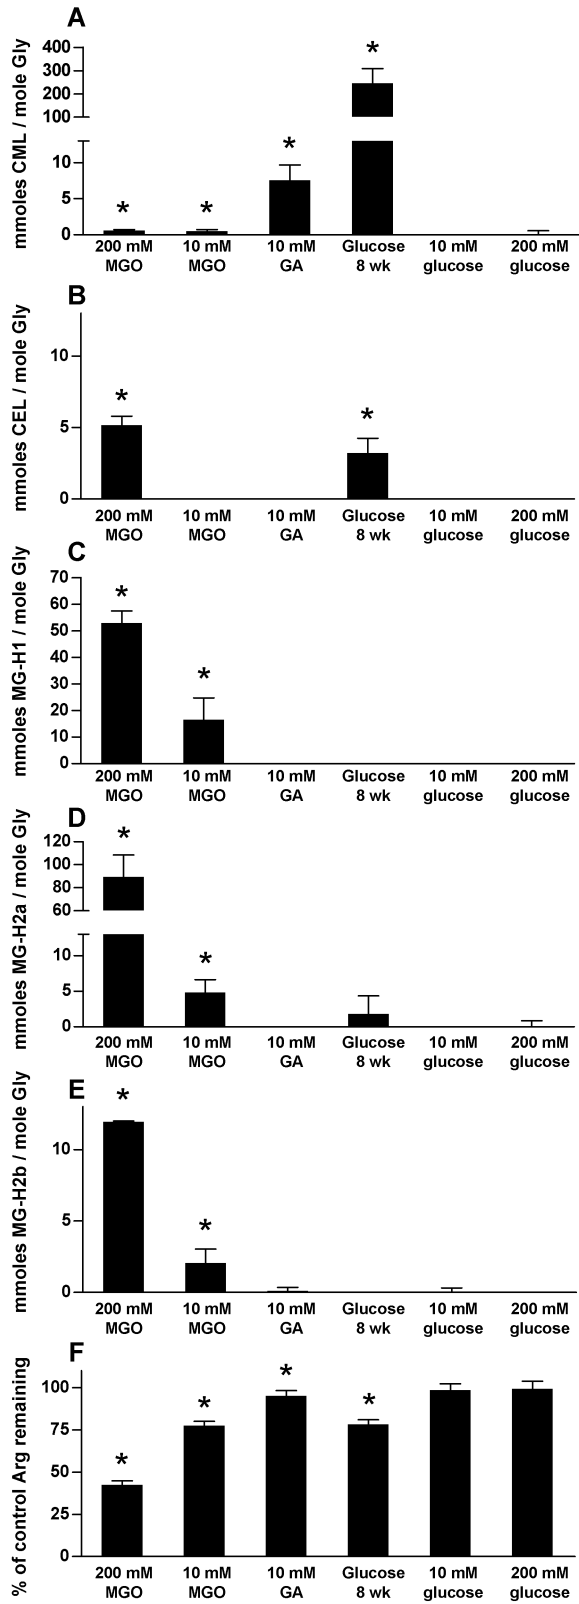 A
mmoles CML / mole Gly
400
300
200
100
10
5
0
200 mM MGO
10 mM MGO
10 mM GA
Glucose 8 wk
10 mM glucose
200 mM glucose
B
mmoles CEL / mole Gly
10
5
0
200 mM MGO
10 mM MGO
10 mM GA
Glucose 8 wk
10 mM glucose
200 mM glucose
C
mmoles MG-H1 / mole Gly
70
60
50
40
30
20
10
0
200 mM MGO
10 mM MGO
10 mM GA
Glucose 8 wk
10 mM glucose
200 mM glucose
D
mmoles MG-H2a / mole Gly
120
100
80
60
10
5
0
200 mM MGO
10 mM MGO
10 mM GA
Glucose 8 wk
10 mM glucose
200 mM glucose
E
mmoles MG-H2b / mole Gly
10
5
0
200 mM MGO
10 mM MGO
10 mM GA
Glucose 8 wk
10 mM glucose
200 mM glucose
F
% of control Arg remaining
100
75
50
25
0
200 mM MGO
10 mM MGO
10 mM GA
Glucose 8 wk
10 mM glucose
200 mM glucose